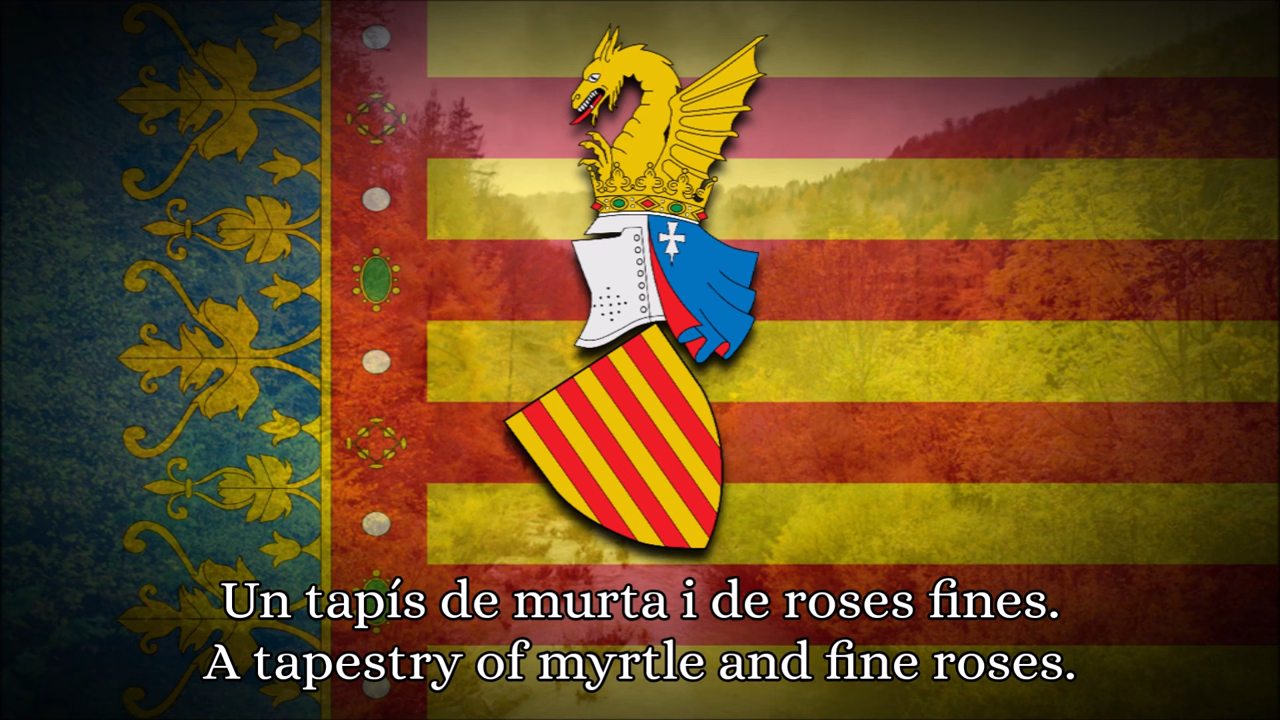 Un tapís de murta i de roses fines.
A tapestry of myrtle and fine roses.